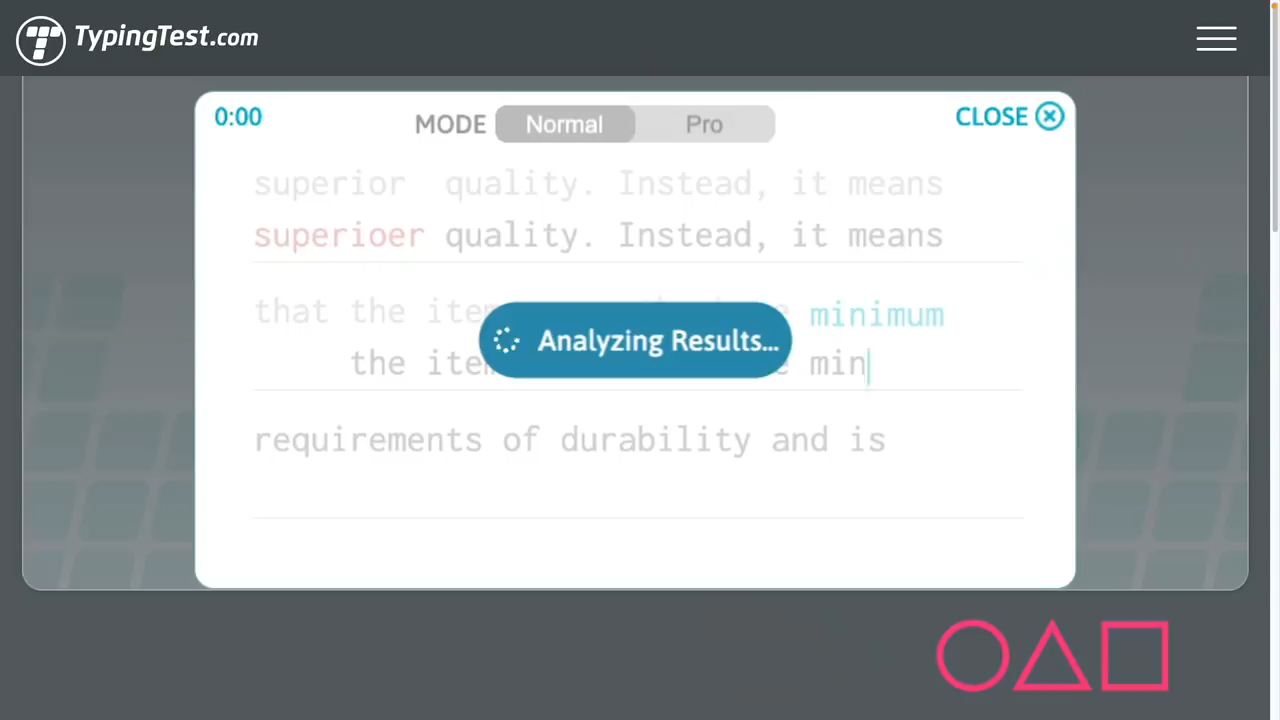 TypingTest.com
0:00
MODE Normal Pro
CLOSE
superior quality. Instead, it means
superioer quality. Instead, it means
that the item minimum
the item min
Analyzing Results...
requirements of durability and is